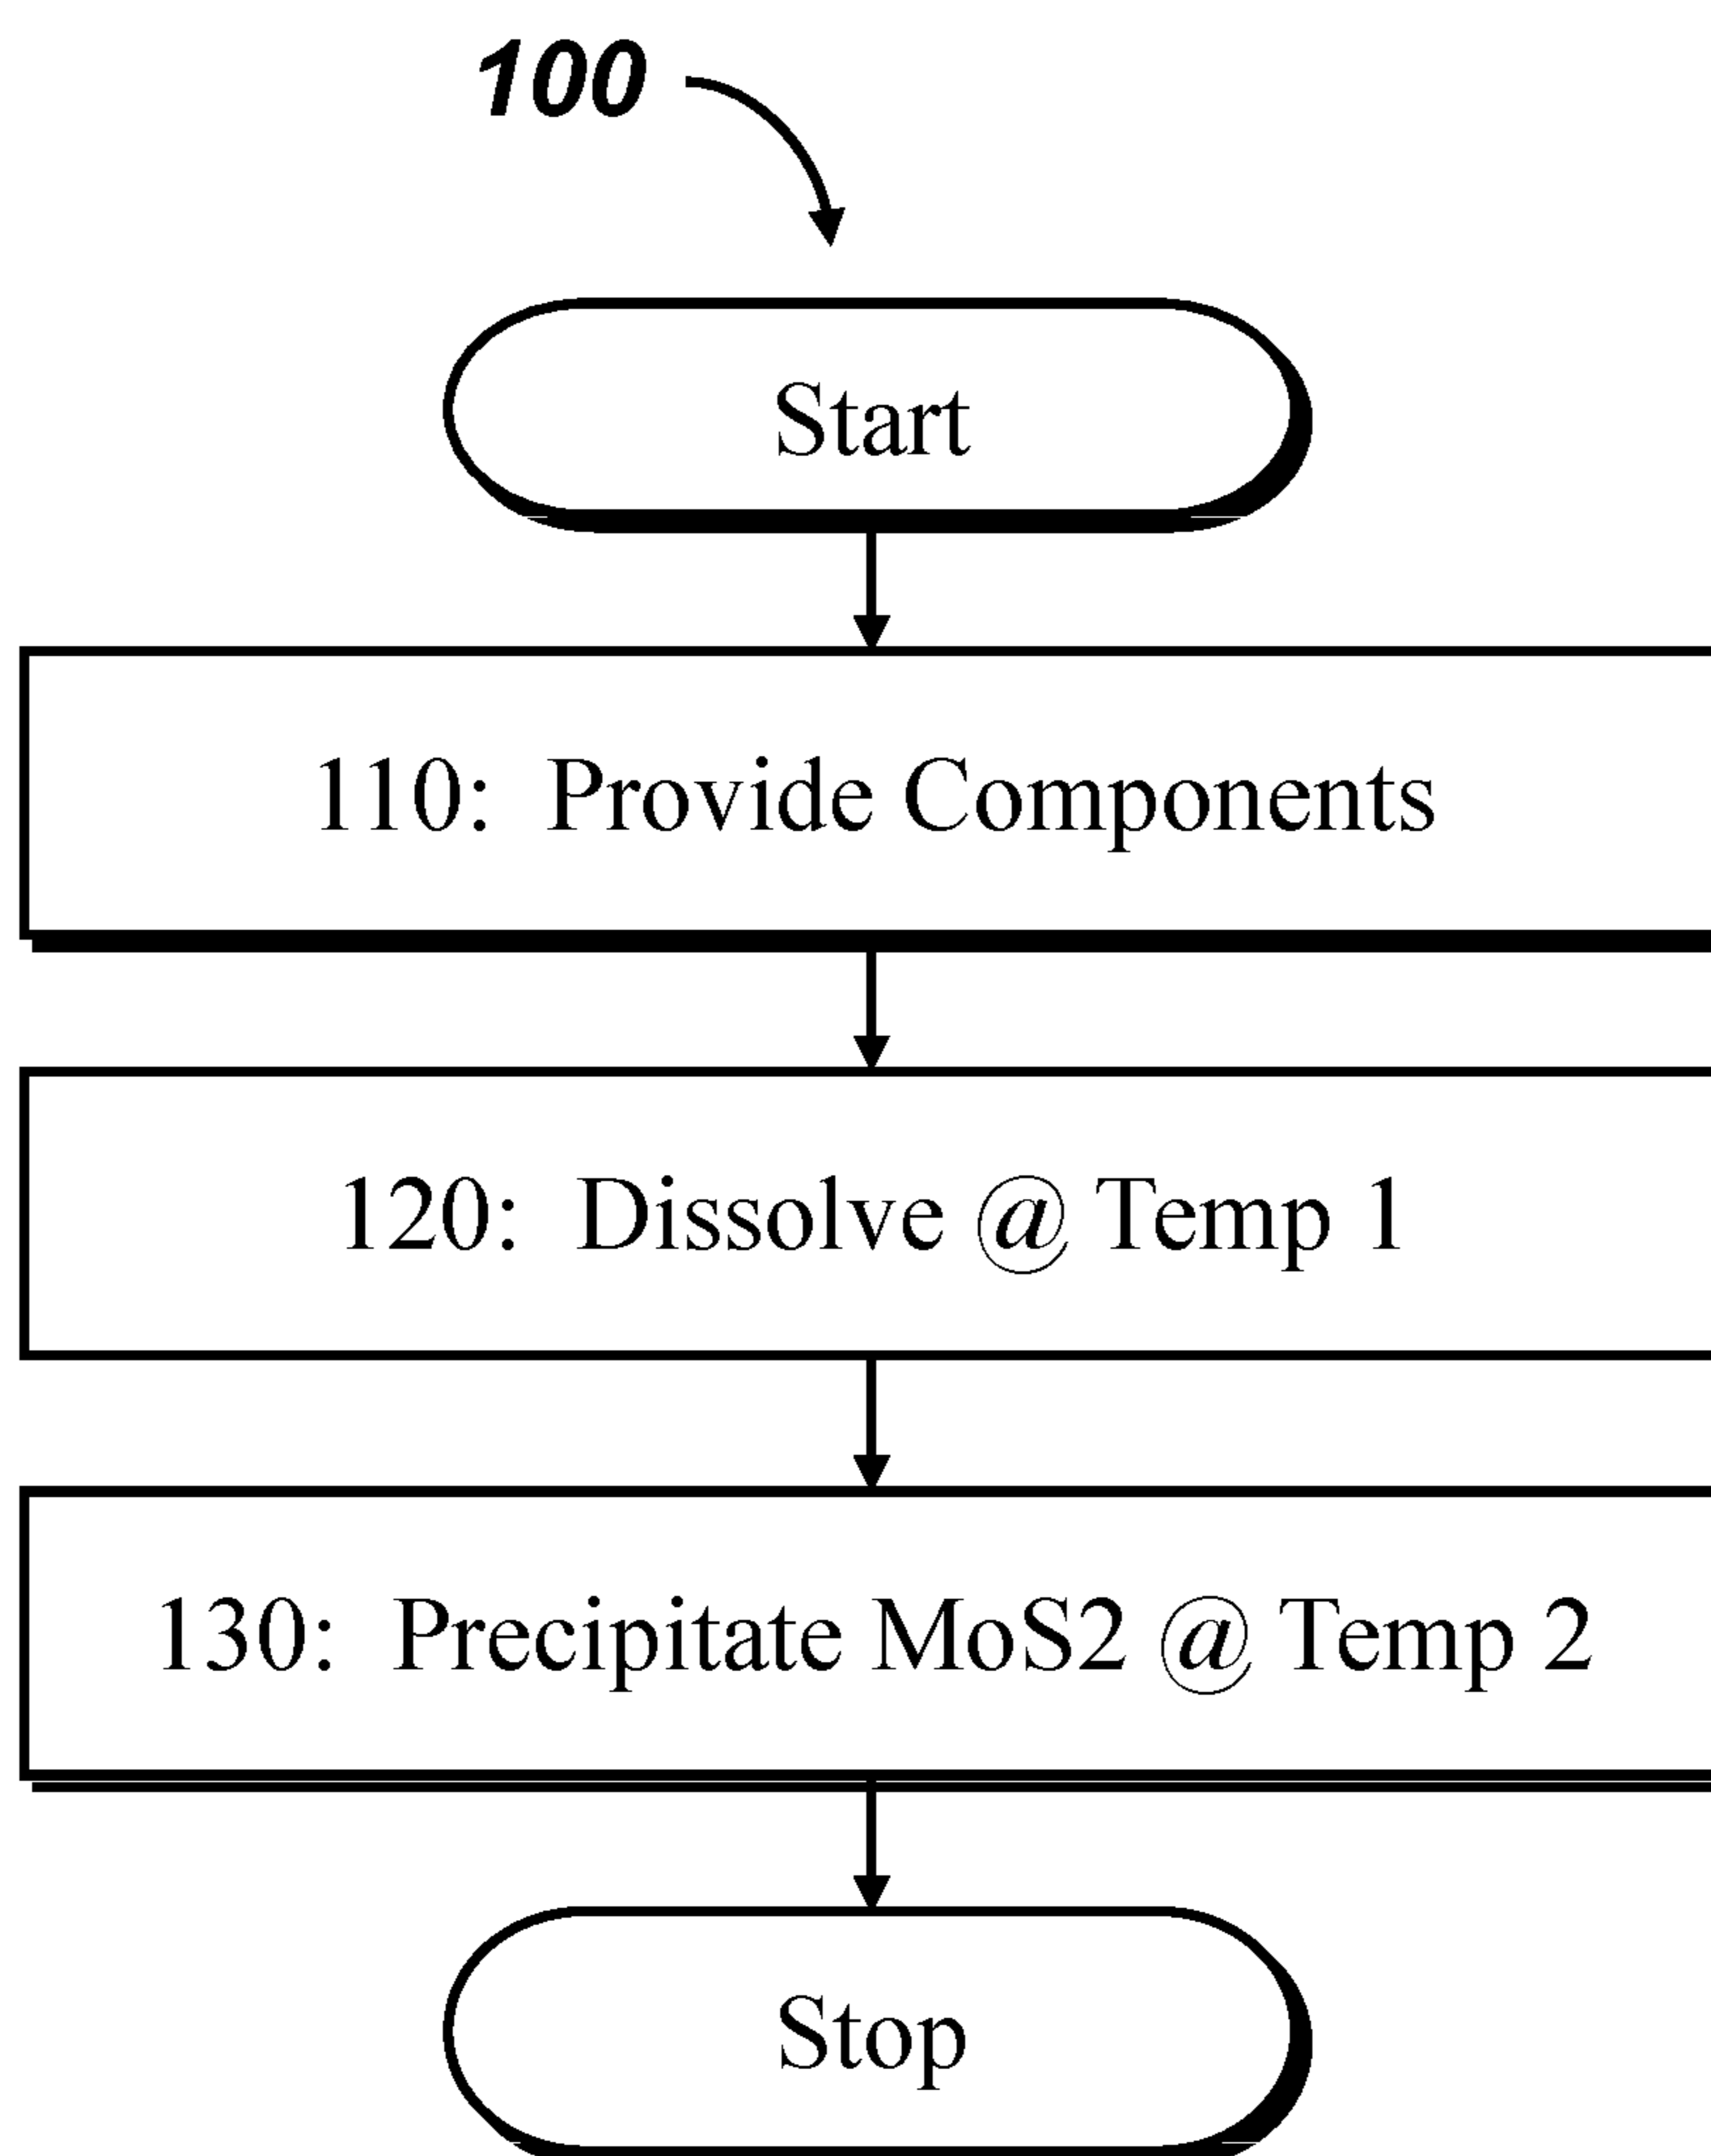 100
Start
110: Provide Components
120: Dissolve @ Temp 1
130: Precipitate MoS2 @ Temp 2
Stop